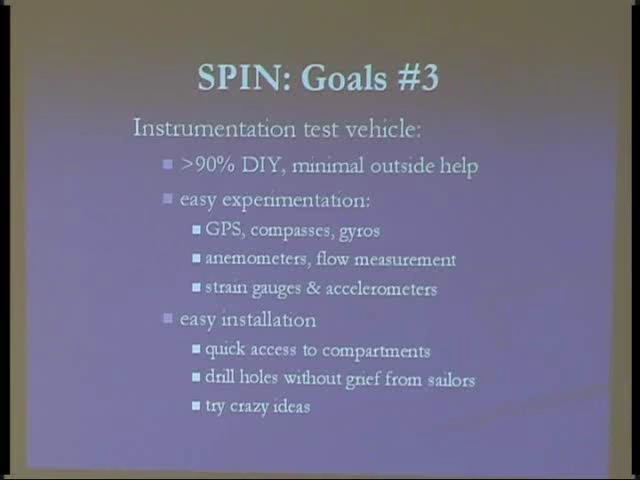 SPIN: Goals #3
Instrumentation test vehicle:
>90% DIY, minimal outside help
easy experimentation:
GPS, compasses, gyros
anemometers, flow measurement
strain gauges & accelerometers
easy installation
quick access to compartments
drill holes without grief from sailors
try crazy ideas